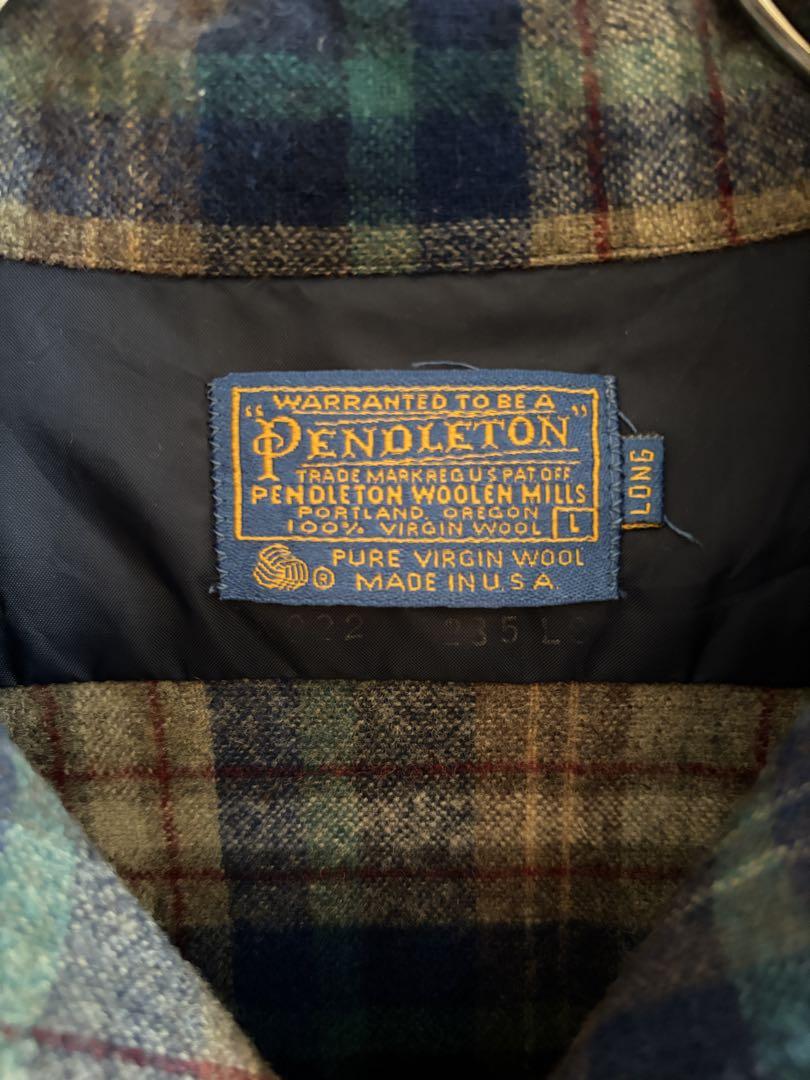 WARRANTED TO BE A
"PENDLETON"
TRADE MARK REG U S PAT. OFF
PENDLETON WOOLEN MILLS
PORTLAND, OREGON
100% VIRGIN WOOL L
LONG
® PURE VIRGIN WOOL
MADE IN U.S.A.